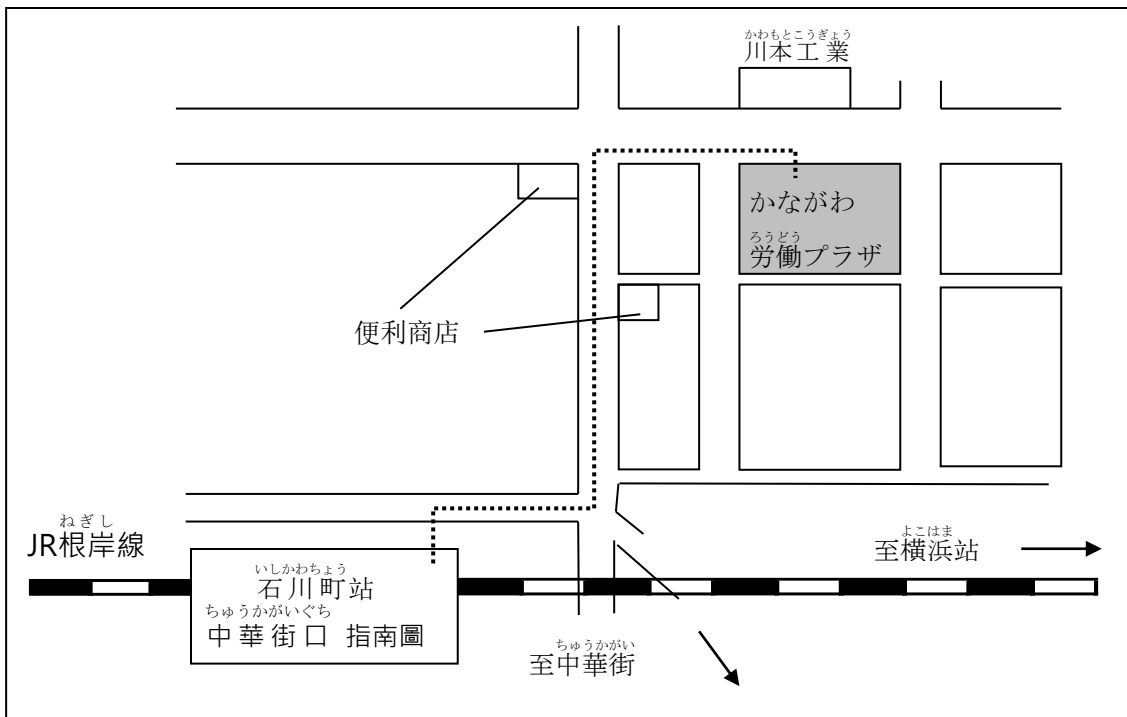 かわもとこうぎょう
川本工業
かながわ
ろうどう
労働プラザ
便利商店
ねぎし
JR根岸線
よこはま
至横浜站
いしかわちょう
石川町站
ちゅうかがいぐち
中華街口 指南圖
ちゅうかがい
至中華街